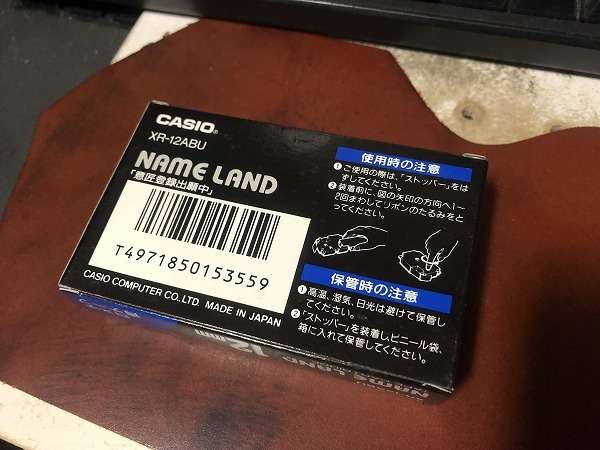 CASIO®
XR-12ABU
NAME LAND
「意匠登録出願中」
T4971850153559
CASIO COMPUTER CO.,LTD. MADE IN JAPAN
使用時の注意
❶ご使用の際は、「ストッパー」をは
ずしてください。
❷装着前に、図の矢印の方向へ1～
2回まわしてリボンのたるみをと
ってください。
保管時の注意
❶高温、湿気、日光は避けて保管し
てください。
❷「ストッパー」を装着し、ビニール袋、
箱に入れて保管してください。
12mm
NAME LAND